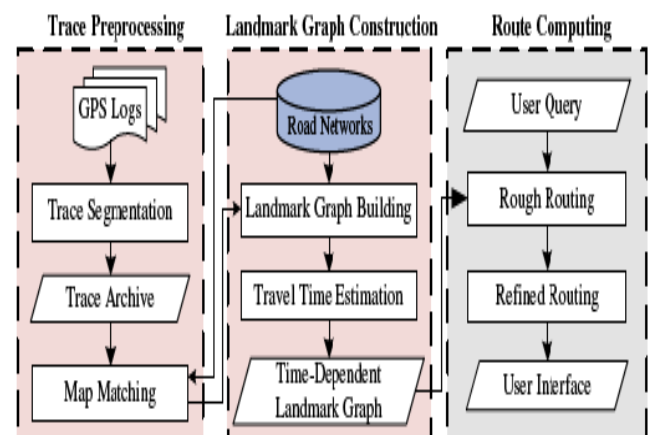 Trace Preprocessing
GPS Logs
Trace Segmentation
Trace Archive
Map Matching
Landmark Graph Construction
Road Networks
Landmark Graph Building
Travel Time Estimation
Time-Dependent
Landmark Graph
Route Computing
User Query
Rough Routing
Refined Routing
User Interface